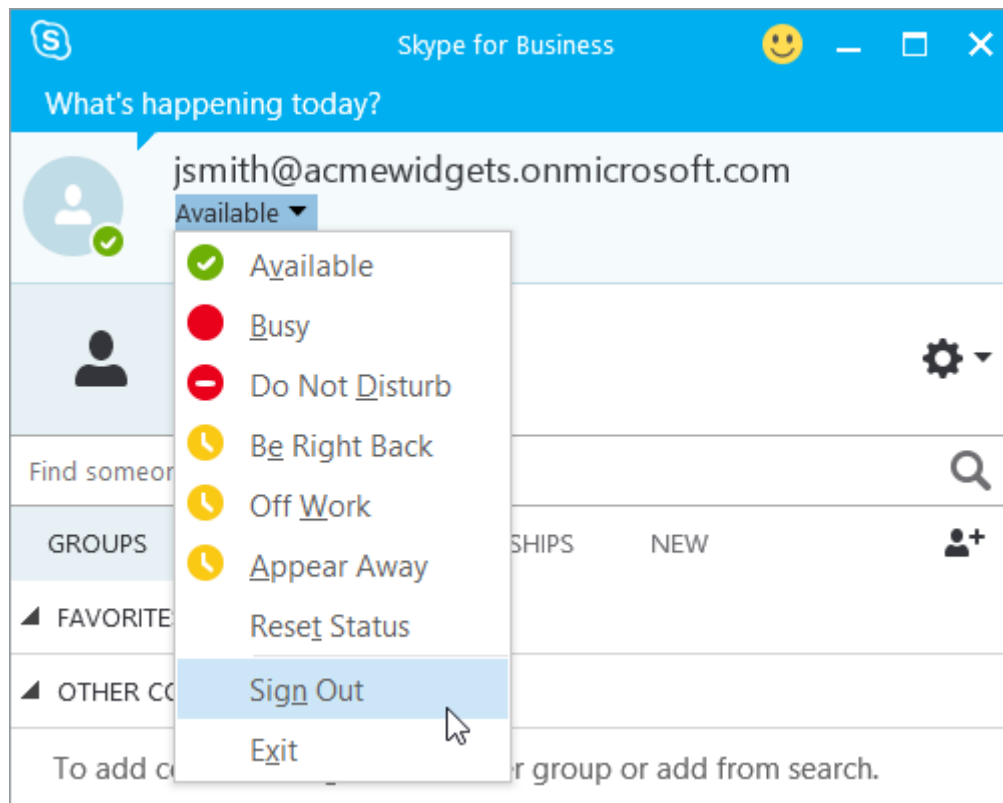 S
Skype for Business
What's happening today?
jsmith@acmewidgets.onmicrosoft.com
Available
Available
Busy
Do Not Disturb
Be Right Back
Find someor
Off Work
GROUPS
SHIPS
NEW
Appear Away
FAVORITE
Reset Status
OTHER CO
Sign Out
Exit
To add c r group or add from search.